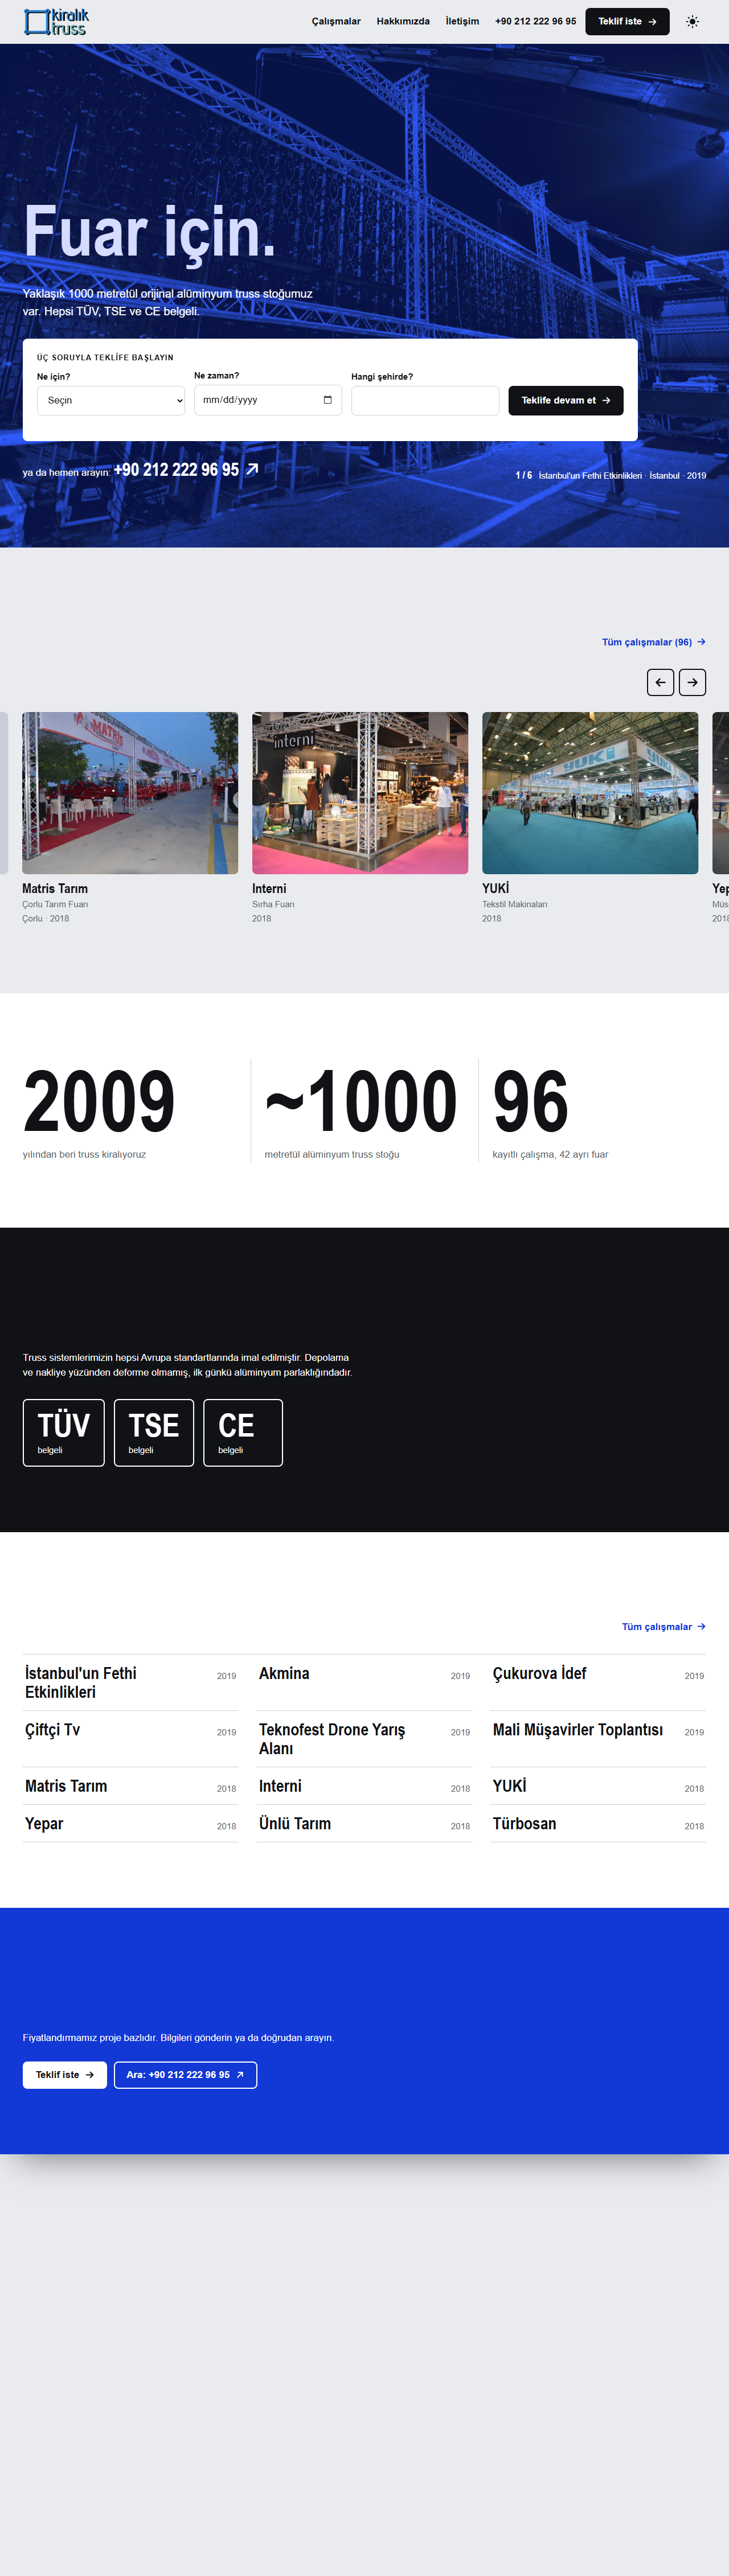 kiralık
truss
Çalışmalar Hakkımızda İletişim +90 212 222 96 95 Teklif iste →
Fuar için.
Yaklaşık 1000 metretül orijinal alüminyum truss stoğumuz
var. Hepsi TÜV, TSE ve CE belgeli.
ÜÇ SORUYLA TEKLİFE BAŞLAYIN
Ne için? Ne zaman? Hangi şehirde?
Seçin mm/dd/yyyy Teklife devam et →
ya da hemen arayın: +90 212 222 96 95 ↗
1 / 6 İstanbul'un Fethi Etkinlikleri · İstanbul · 2019
Tüm çalışmalar (96) →
← →
MATRIS
interni
YUKI
YUKI
Matris Tarım Interni YUKİ Yep
Çorlu Tarım Fuarı Sırha Fuarı Tekstil Makinaları Müs
Çorlu · 2018 2018 2018 2018
2009 ~1000 96
yılından beri truss kiralıyoruz metretül alüminyum truss stoğu kayıtlı çalışma, 42 ayrı fuar
Truss sistemlerimizin hepsi Avrupa standartlarında imal edilmiştir. Depolama
ve nakliye yüzünden deforme olmamış, ilk günkü alüminyum parlaklığındadır.
TÜV TSE CE
belgeli belgeli belgeli
Tüm çalışmalar →
İstanbul'un Fethi
Etkinlikleri 2019 Akmina 2019 Çukurova İdef 2019
Çiftçi Tv 2019 Teknofest Drone Yarış
Alanı 2019 Mali Müşavirler Toplantısı 2019
Matris Tarım 2018 Interni 2018 YUKİ 2018
Yepar 2018 Ünlü Tarım 2018 Türbosan 2018
Fiyatlandırmamız proje bazlıdır. Bilgileri gönderin ya da doğrudan arayın.
Teklif iste → Ara: +90 212 222 96 95 ↗